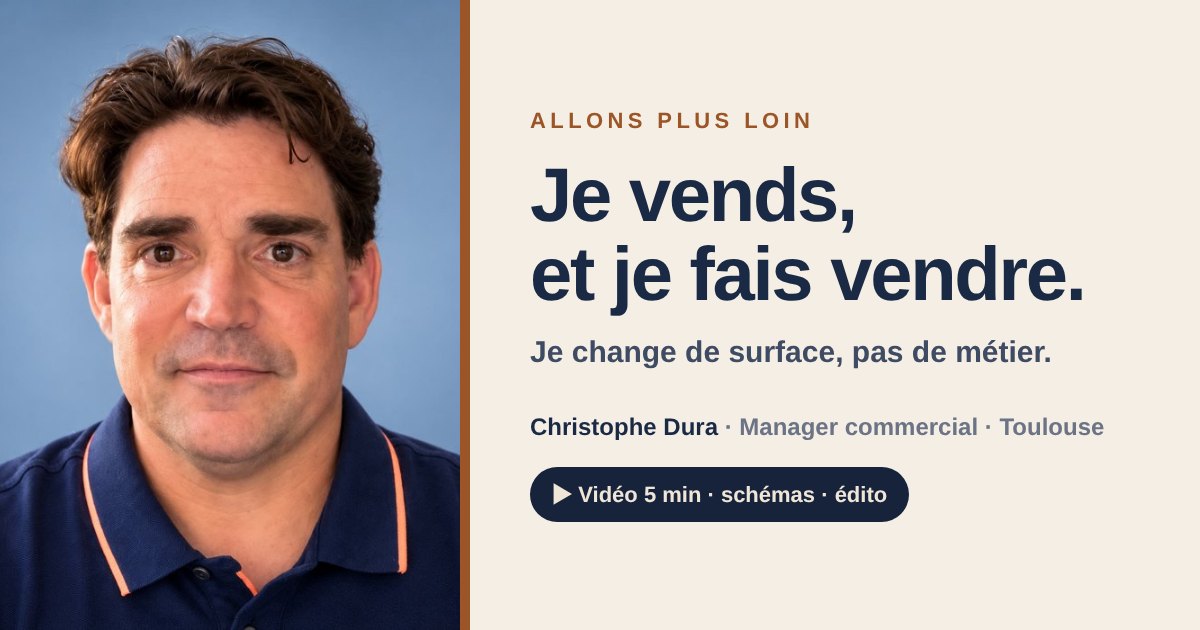 ALLONS PLUS LOIN
Je vends,
et je fais vendre.
Je change de surface, pas de métier.
Christophe Dura · Manager commercial · Toulouse
▶ Vidéo 5 min · schémas · édito